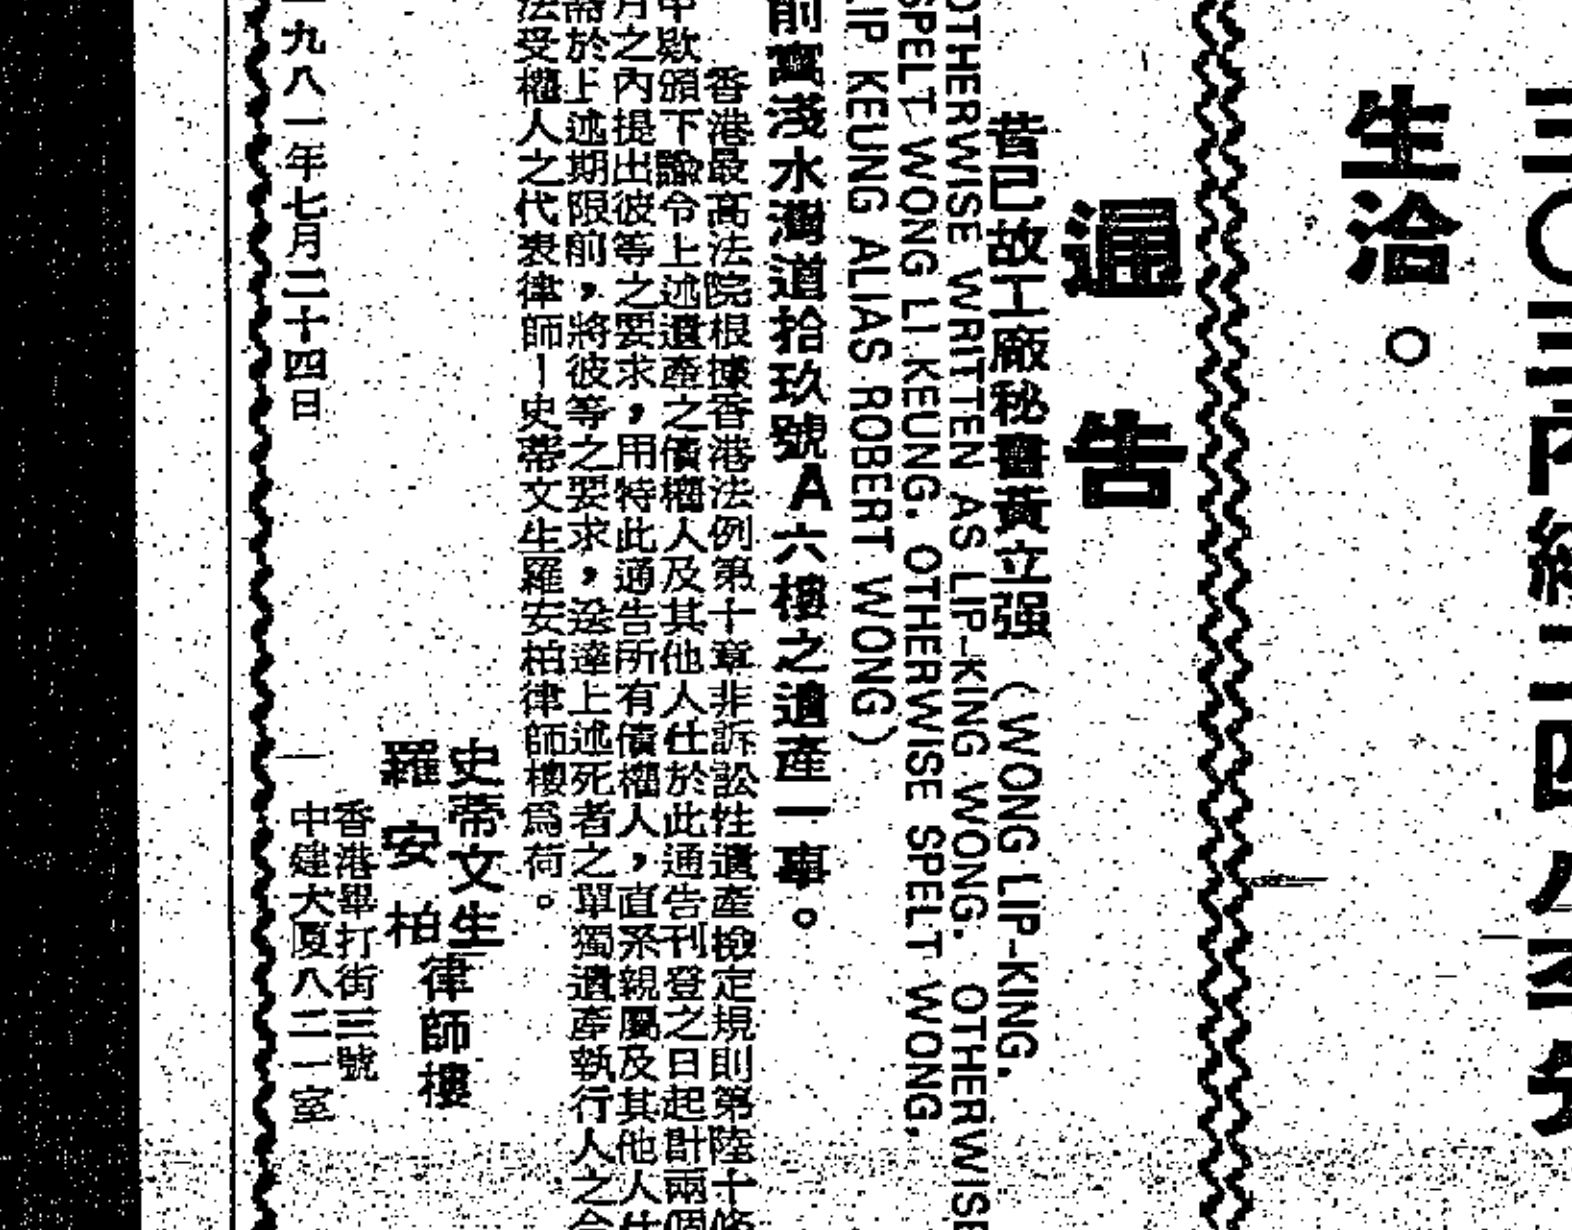 生洽。
通告
昔已故工廠秘書黃立强（WONG LIP-KING.
OTHERWISE WRITTEN AS LIP-KING WONG. OTHERWISE
SPELT WONG LI KEUNG. OTHERWISE SPELT WONG,
LIP KEUNG ALIAS ROBERT WONG）
前寓淺水灣道拾玖號A六樓之遺產一事。
香港最高法院根據香港法例第十章非訴訟性遺產檢定規則第陸十條
中欵頒下諭令上述遺產之債權人及其他人仕於此通告刊登之日起計兩個
月之內提出彼等之要求，用特此通告所有債權人，直系親屬及其他人仕
需於上述期限前，將彼等之要求，送達上述死者之單獨遺產執行人之合
法受權人之代表律師－史蒂文生羅安柏律師樓爲荷。
史蒂文生
羅安柏
律師樓
香港畢打街三號
中建大廈八二一室
一九八一年七月二十四日